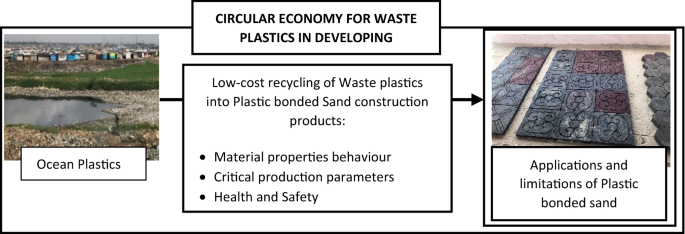 CIRCULAR ECONOMY FOR WASTE
PLASTICS IN DEVELOPING
Ocean Plastics
Low-cost recycling of Waste plastics
into Plastic bonded Sand construction
products:
• Material properties behaviour
• Critical production parameters
• Health and Safety
Applications and
limitations of Plastic
bonded sand